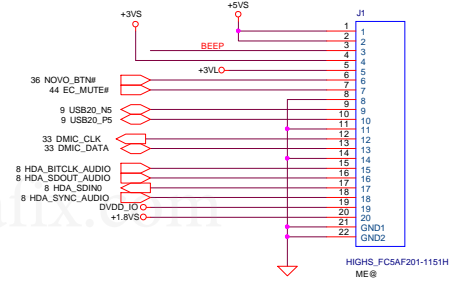 +5VS
+3VS
J1
1 1
2 2
BEEP 3 3
4 4
+3VL 5 5
36 NOVO_BTN# 6 6
44 EC_MUTE# 7 7
8 8
9 USB20_N5 9 9
9 USB20_P5 10 10
11 11
33 DMIC_CLK 12 12
33 DMIC_DATA 13 13
14 14
8 HDA_BITCLK_AUDIO 15 15
8 HDA_SDOUT_AUDIO 16 16
8 HDA_SDIN0 17 17
8 HDA_SYNC_AUDIO 18 18
DVDD_IO 19 19
+1.8VS 20 20
21 GND1
22 GND2
HIGHS_FC5AF201-1151H
ME@